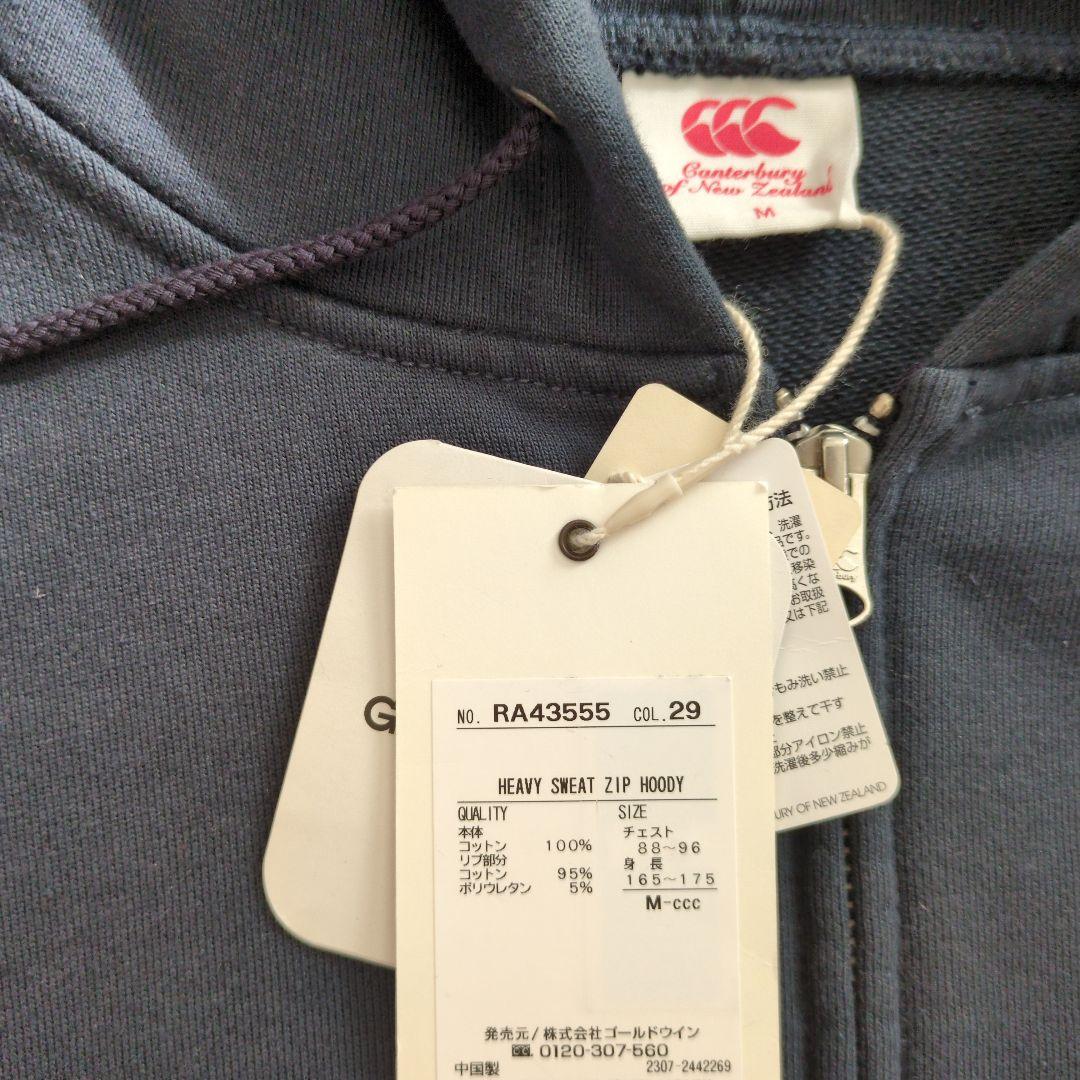 Canterbury
of New Zealand
M
方法
洗濯
品です。
での
移染
高くな
お取扱
又は下記
もみ洗い禁止
を整えて干す
部分アイロン禁止
洗濯後多少縮みが
URY OF NEW ZEALAND
G
NO. RA43555 COL.29
HEAVY SWEAT ZIP HOODY
QUALITY
本体
コットン 100%
リブ部分
コットン 95%
ポリウレタン 5%
SIZE
チェスト
88～96
身長
165～175
M-ccc
発売元/株式会社ゴールドウイン
0120-307-560
中国製 2307-2442269